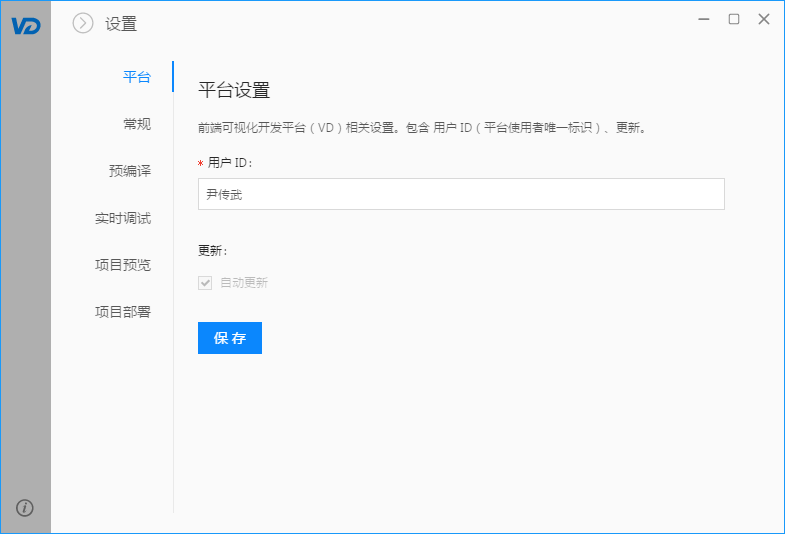 VD
设置
平台
常规
预编译
实时调试
项目预览
项目部署
平台设置
前端可视化开发平台（VD）相关设置。包含 用户 ID（平台使用者唯一标识）、更新。
* 用户 ID：
尹传武
更新：
自动更新
保 存
i